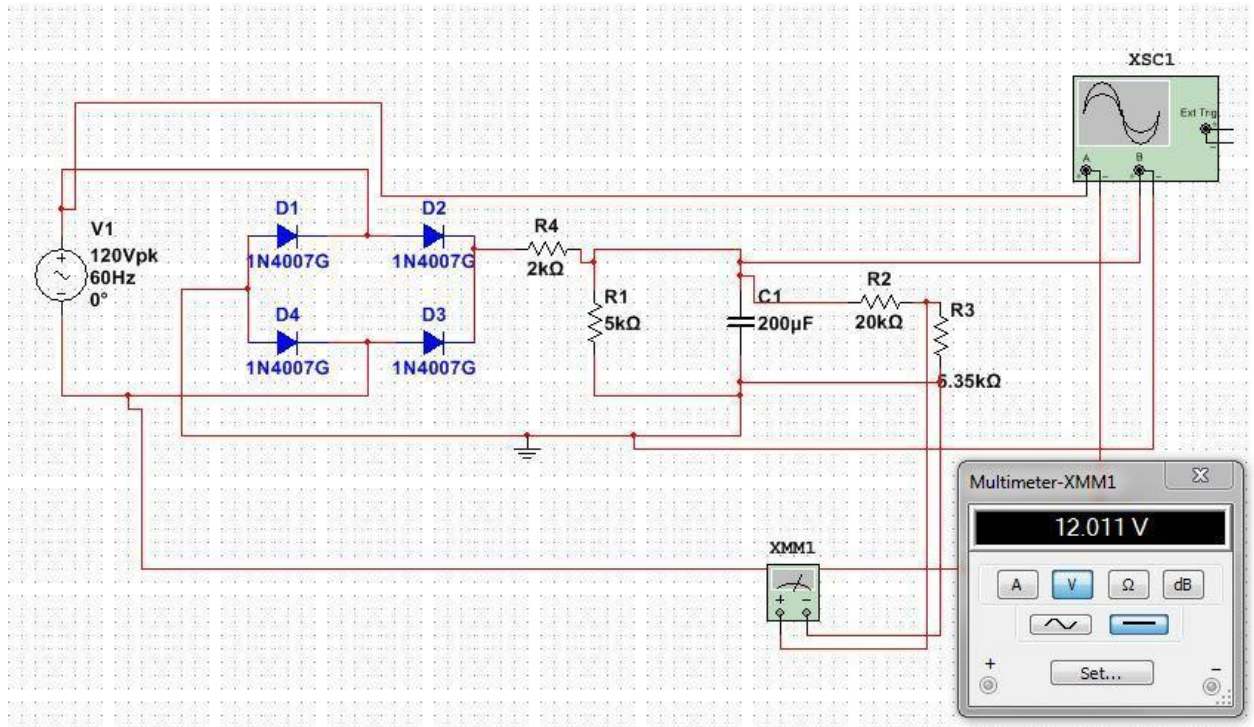 XSC1
Ext Trig
A
B
V1
120Vpk
60Hz
0°
D1
1N4007G
D2
1N4007G
R4
2kΩ
D4
1N4007G
D3
1N4007G
R1
5kΩ
C1
200µF
R2
20kΩ
R3
5.35kΩ
XMM1
Multimeter-XMM1
12.011 V
A
V
Ω
dB
Set...